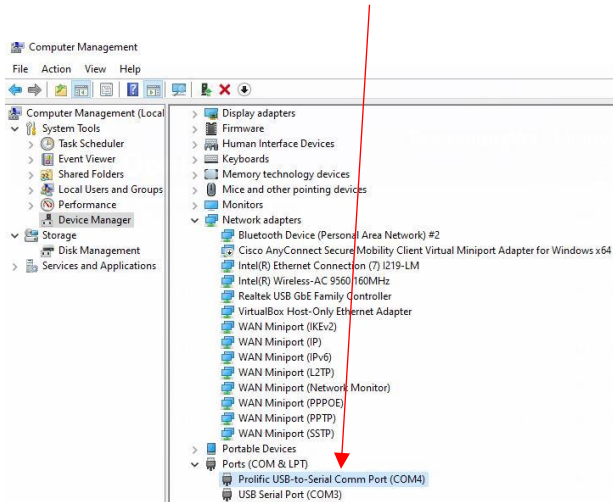 Computer Management
File Action View Help
Computer Management (Local
System Tools
Task Scheduler
Event Viewer
Shared Folders
Local Users and Groups
Performance
Device Manager
Storage
Disk Management
Services and Applications
Display adapters
Firmware
Human Interface Devices
Keyboards
Memory technology devices
Mice and other pointing devices
Monitors
Network adapters
Bluetooth Device (Personal Area Network) #2
Cisco AnyConnect Secure Mobility Client Virtual Miniport Adapter for Windows x64
Intel(R) Ethernet Connection (7) I219-LM
Intel(R) Wireless-AC 9560 160MHz
Realtek USB GbE Family Controller
VirtualBox Host-Only Ethernet Adapter
WAN Miniport (IKEv2)
WAN Miniport (IP)
WAN Miniport (IPv6)
WAN Miniport (L2TP)
WAN Miniport (Network Monitor)
WAN Miniport (PPPOE)
WAN Miniport (PPTP)
WAN Miniport (SSTP)
Portable Devices
Ports (COM & LPT)
Prolific USB-to-Serial Comm Port (COM4)
USB Serial Port (COM3)